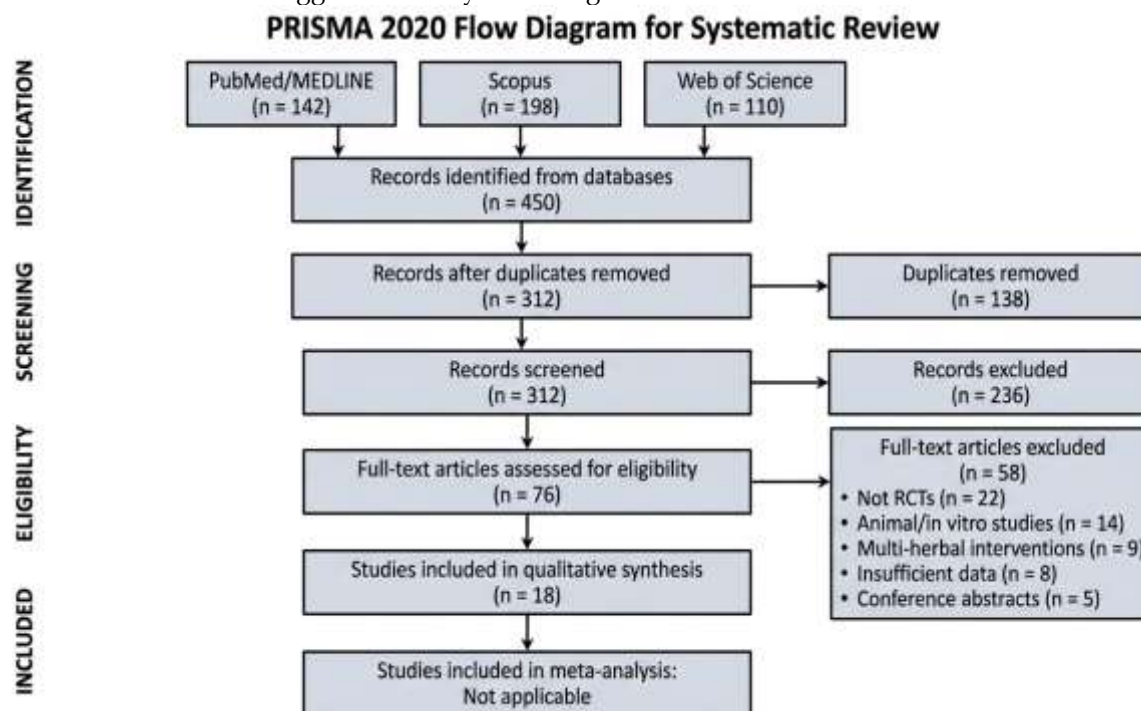 PRISMA 2020 Flow Diagram for Systematic Review
IDENTIFICATION
PubMed/MEDLINE
(n = 142)
Scopus
(n = 198)
Web of Science
(n = 110)
Records identified from databases
(n = 450)
SCREENING
Records after duplicates removed
(n = 312)
Duplicates removed
(n = 138)
Records screened
(n = 312)
Records excluded
(n = 236)
ELIGIBILITY
Full-text articles assessed for eligibility
(n = 76)
Full-text articles excluded
(n = 58)
• Not RCTs (n = 22)
• Animal/in vitro studies (n = 14)
• Multi-herbal interventions (n = 9)
• Insufficient data (n = 8)
• Conference abstracts (n = 5)
INCLUDED
Studies included in qualitative synthesis
(n = 18)
Studies included in meta-analysis:
Not applicable